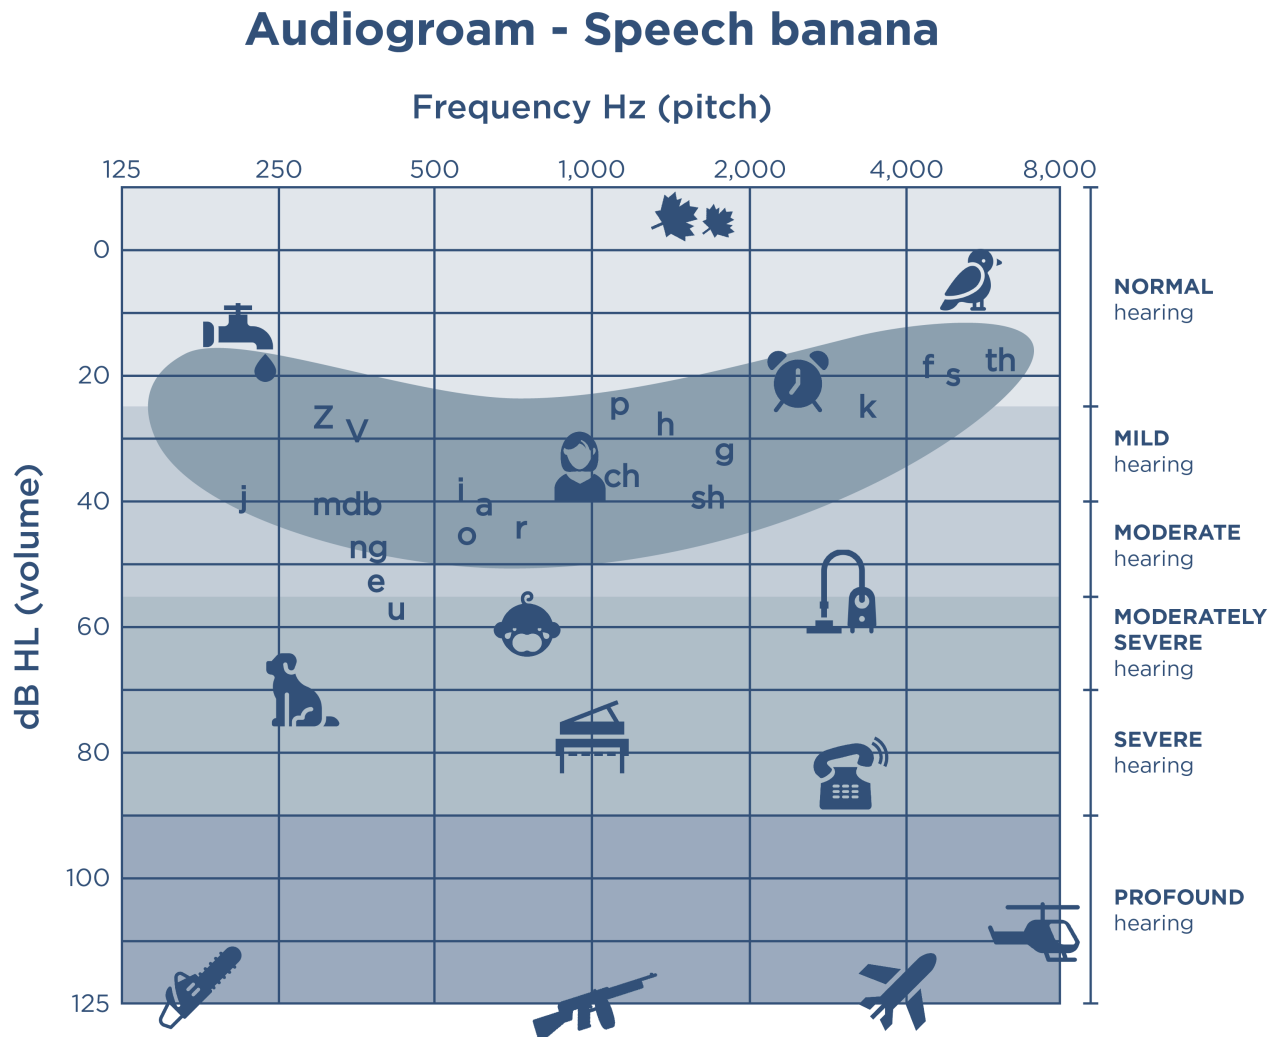 Audiogroam - Speech banana
Frequency Hz (pitch)
125 250 500 1,000 2,000 4,000 8,000
dB HL (volume)
0
20
40
60
80
100
125
z v
j
mdb
ng
e
u
i a
o r
p
h
g
ch
sh
k
f s th
NORMAL
hearing
MILD
hearing
MODERATE
hearing
MODERATELY
SEVERE
hearing
SEVERE
hearing
PROFOUND
hearing